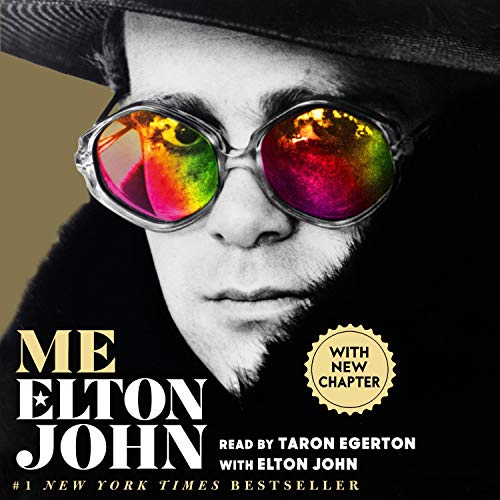 WITH
NEW
CHAPTER
ME
ELTON
JOHN
READ BY TARON EGERTON
WITH ELTON JOHN
#1 NEW YORK TIMES BESTSELLER